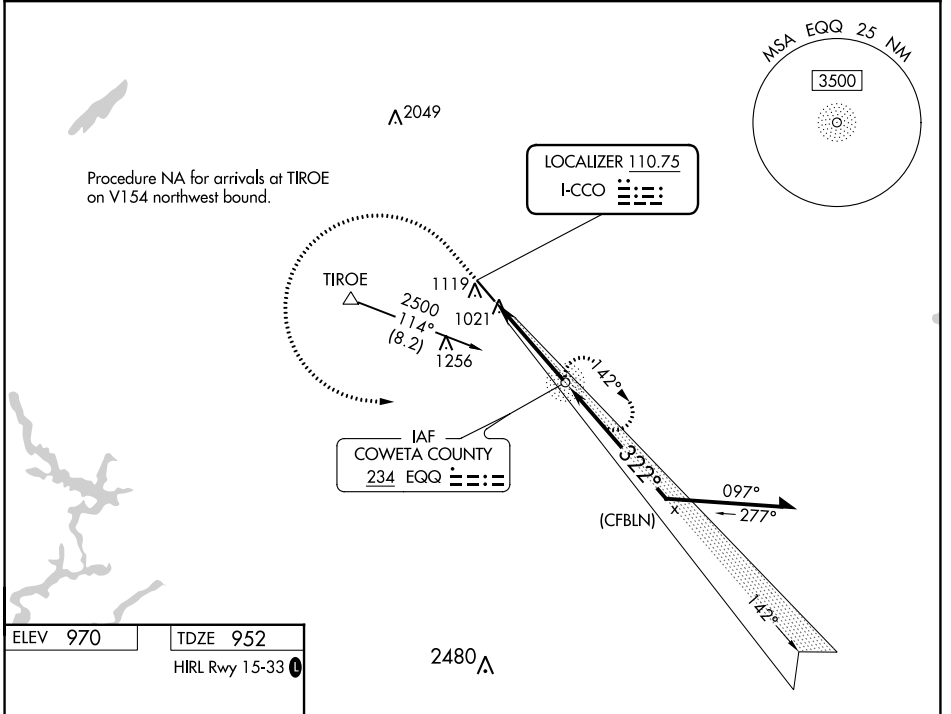 MSA EQQ 25 NM
3500
2049
LOCALIZER 110.75
I-CCO
Procedure NA for arrivals at TIROE
on V154 northwest bound.
TIROE
1119
2500
114°
(8.2)
1021
1256
142°
IAF
COWETA COUNTY
234 EQQ
322°
097°
277°
(CFBLN)
x
142°
ELEV 970
TDZE 952
HIRL Rwy 15-33 L
2480